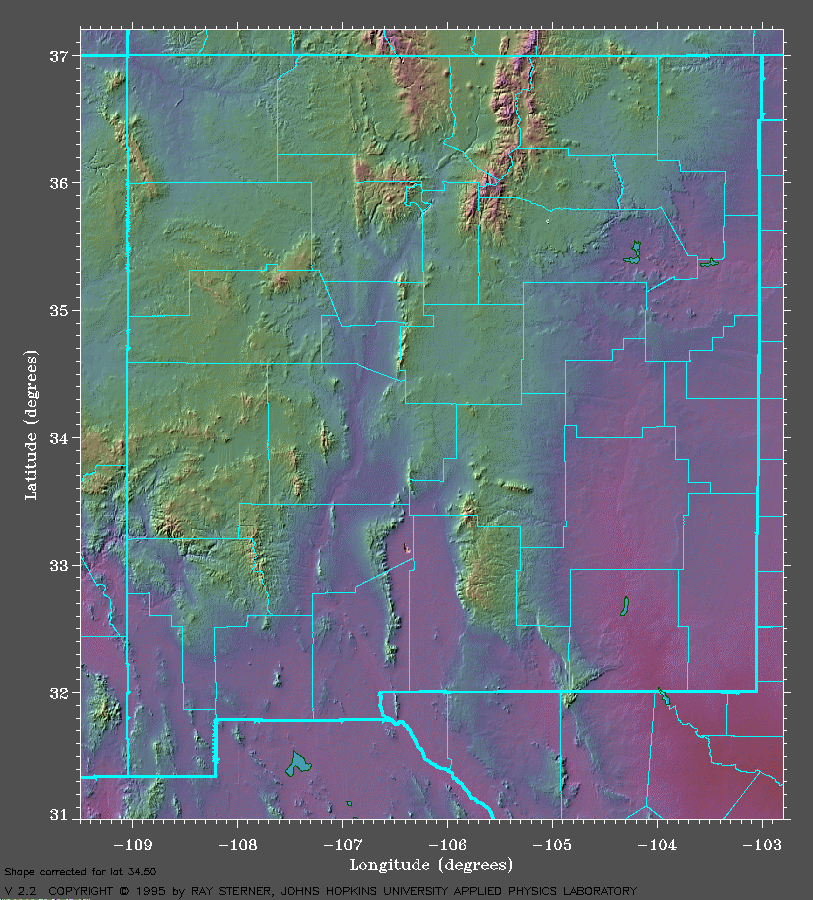 37
36
35
34
33
32
31
Latitude (degrees)
-109 -108 -107 -106 -105 -104 -103
Longitude (degrees)
Shape corrected for lat 34.50
V 2.2 COPYRIGHT © 1995 by RAY STERNER, JOHNS HOPKINS UNIVERSITY APPLIED PHYSICS LABORATORY